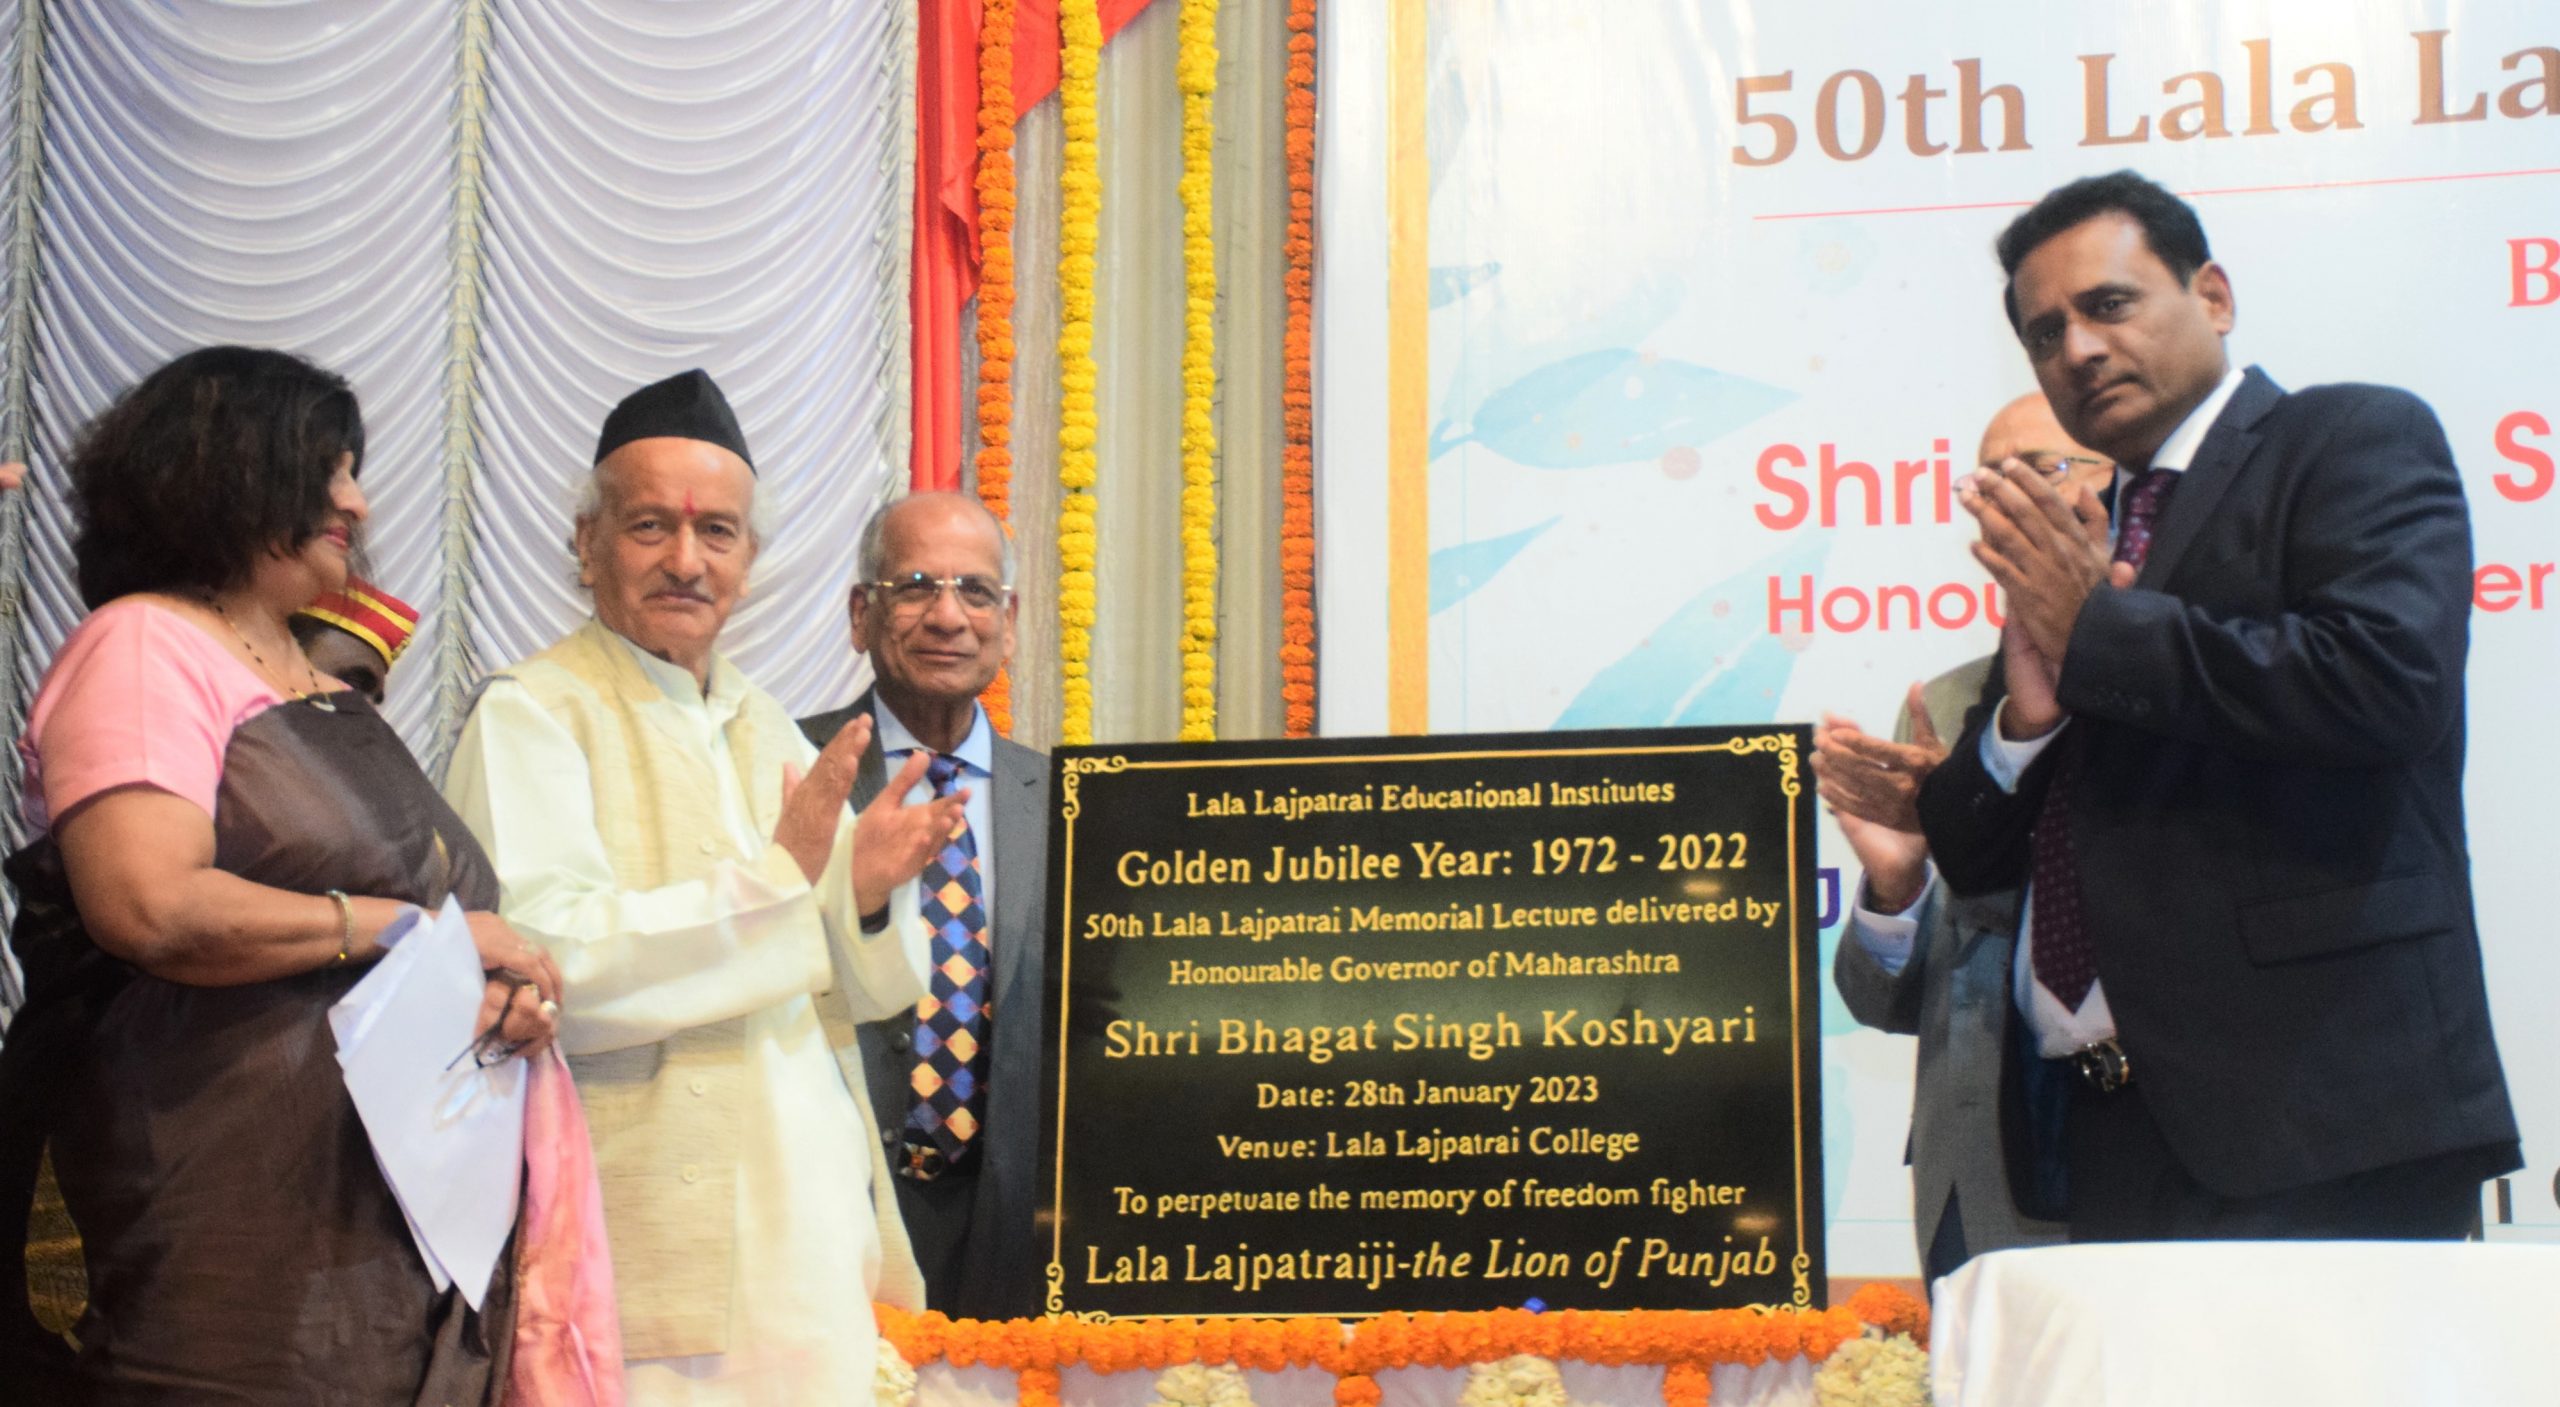 50th Lala La
B
Shri S
Honou er
Lala Lajpatrai Educational Institutes
Golden Jubilee Year: 1972 - 2022
50th Lala Lajpatrai Memorial Lecture delivered by
Honourable Governor of Maharashtra
Shri Bhagat Singh Koshyari
Date: 28th January 2023
Venue: Lala Lajpatrai College
To perpetuate the memory of freedom fighter
Lala Lajpatraiji-the Lion of Punjab